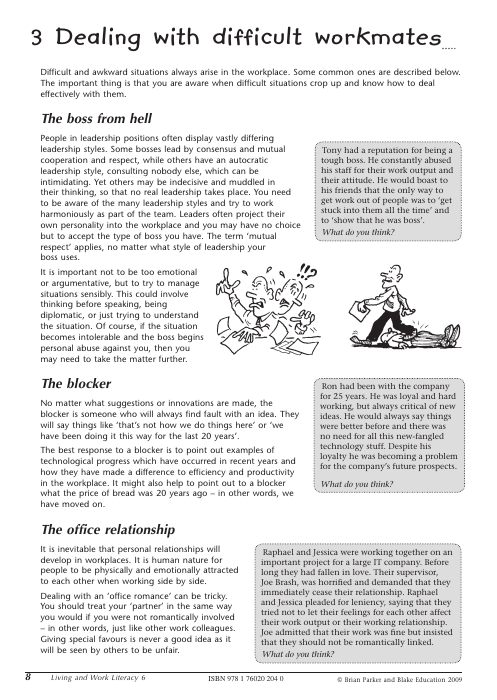 3 Dealing with difficult workmates.....
Difficult and awkward situations always arise in the workplace. Some common ones are described below.
The important thing is that you are aware when difficult situations crop up and know how to deal
effectively with them.
The boss from hell
People in leadership positions often display vastly differing
leadership styles. Some bosses lead by consensus and mutual
cooperation and respect, while others have an autocratic
leadership style, consulting nobody else, which can be
intimidating. Yet others may be indecisive and muddled in
their thinking, so that no real leadership takes place. You need
to be aware of the many leadership styles and try to work
harmoniously as part of the team. Leaders often project their
own personality into the workplace and you may have no choice
but to accept the type of boss you have. The term ‘mutual
respect’ applies, no matter what style of leadership your
boss uses.
Tony had a reputation for being a
tough boss. He constantly abused
his staff for their work output and
their attitude. He would boast to
his friends that the only way to
get work out of people was to ‘get
stuck into them all the time’ and
to ‘show that he was boss’.
What do you think?
It is important not to be too emotional
or argumentative, but to try to manage
situations sensibly. This could involve
thinking before speaking, being
diplomatic, or just trying to understand
the situation. Of course, if the situation
becomes intolerable and the boss begins
personal abuse against you, then you
may need to take the matter further.
The blocker
No matter what suggestions or innovations are made, the
blocker is someone who will always find fault with an idea. They
will say things like ‘that’s not how we do things here’ or ‘we
have been doing it this way for the last 20 years’.
The best response to a blocker is to point out examples of
technological progress which have occurred in recent years and
how they have made a difference to efficiency and productivity
in the workplace. It might also help to point out to a blocker
what the price of bread was 20 years ago – in other words, we
have moved on.
Ron had been with the company
for 25 years. He was loyal and hard
working, but always critical of new
ideas. He would always say things
were better before and there was
no need for all this new-fangled
technology stuff. Despite his
loyalty he was becoming a problem
for the company’s future prospects.
What do you think?
The office relationship
It is inevitable that personal relationships will
develop in workplaces. It is human nature for
people to be physically and emotionally attracted
to each other when working side by side.
Dealing with an ‘office romance’ can be tricky.
You should treat your ‘partner’ in the same way
you would if you were not romantically involved
– in other words, just like other work colleagues.
Giving special favours is never a good idea as it
will be seen by others to be unfair.
Raphael and Jessica were working together on an
important project for a large IT company. Before
long they had fallen in love. Their supervisor,
Joe Brash, was horrified and demanded that they
immediately cease their relationship. Raphael
and Jessica pleaded for leniency, saying that they
tried not to let their feelings for each other affect
their work output or their working relationship.
Joe admitted that their work was fine but insisted
that they should not be romantically linked.
What do you think?
8 Living and Work Literacy 6 ISBN 978 1 76020 204 0 © Brian Parker and Blake Education 2009